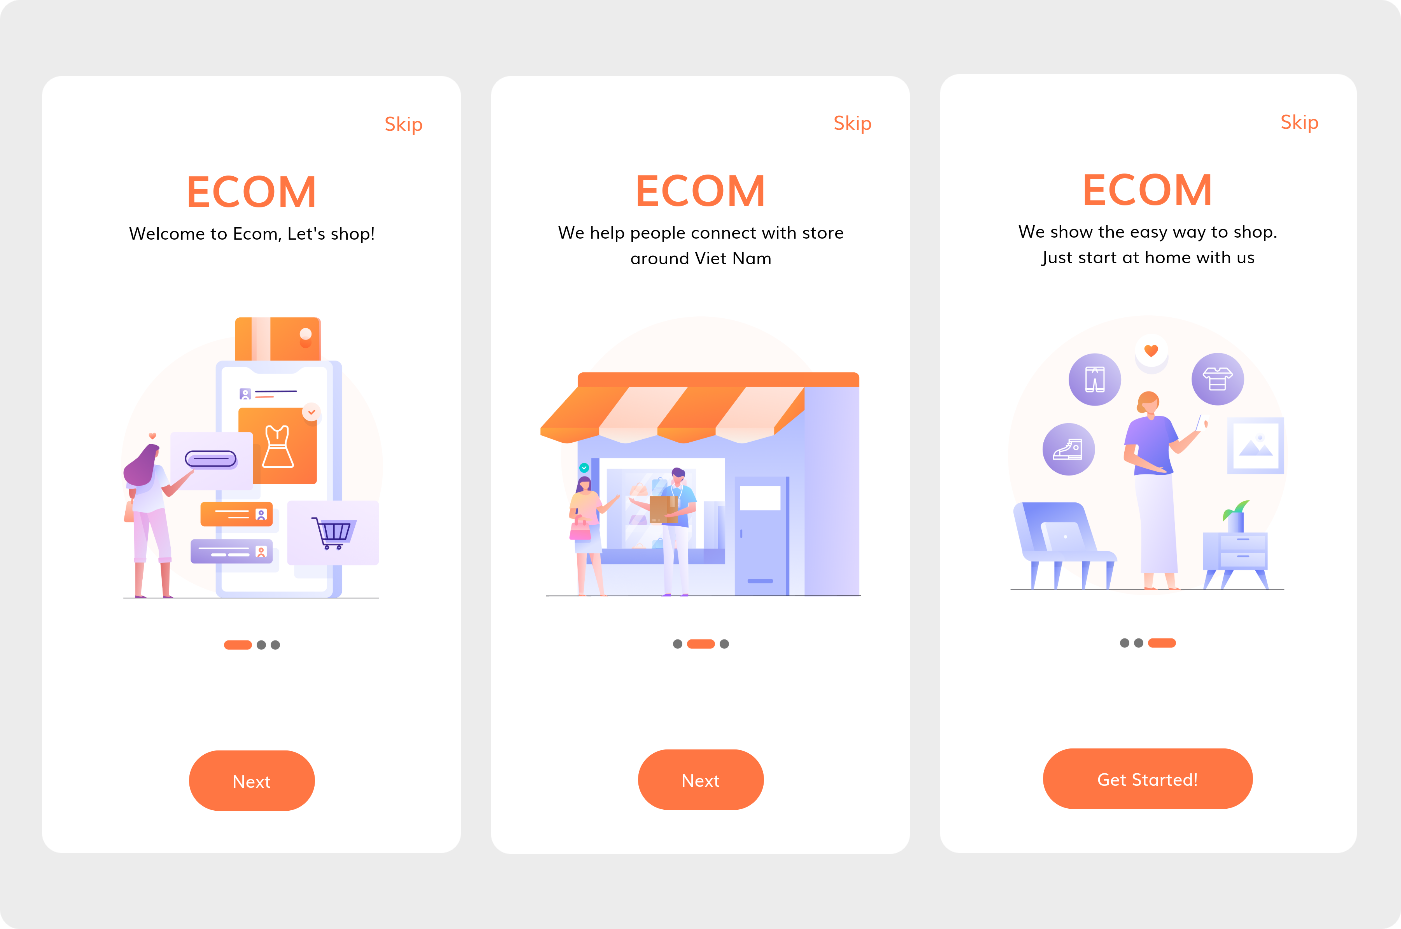 Skip
ECOM
Welcome to Ecom, Let's shop!
Next
Skip
ECOM
We help people connect with store
around Viet Nam
Next
Skip
ECOM
We show the easy way to shop.
Just start at home with us
Get Started!